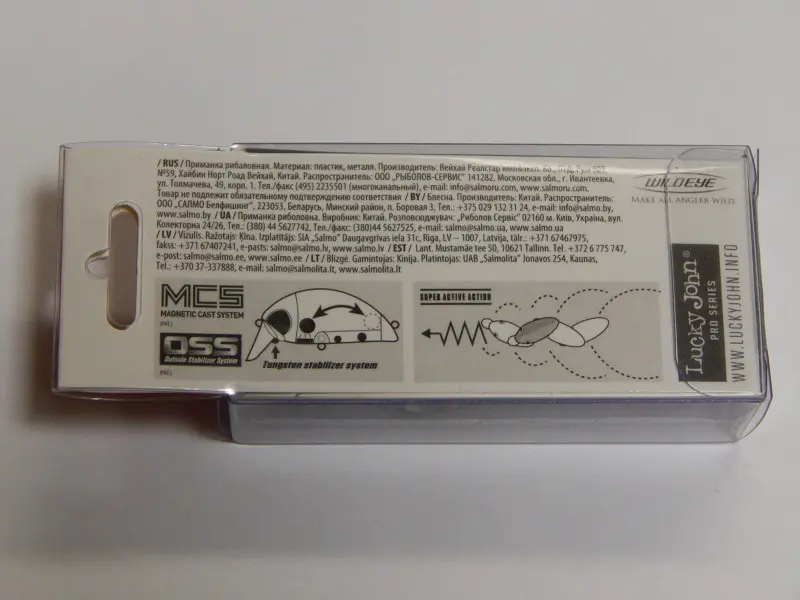 / RUS / Приманка рибаловная. Материал: пластик, металл. Производитель: Вейхай Реалстар
№59, Хайбин Норт Роад Вейхай, Китай. Распространитель: ООО „РЫБОЛОВ-СЕРВИС" 141282, Московская обл., г. Ивантеевка,
ул. Толмачева, 49, корп. 1. Тел./факс (495) 2235501 (многоканальный), e-mail: info@salmoru.com, www.salmoru.com.
Товар не подлежит обязательному подтверждению соответствия / BY / Блесна. Производитель: Китай. Распространитель:
ООО „САЛМО Белфишинг", 223053, Беларусь, Минский район, п. Боровая 3, Тел.: +375 029 132 31 24, e-mail: info@salmo.by,
www.salmo.by / UA / Приманка риболовна. Виробник: Китай. Розповсюджувач: „Риболов Сервіс" 02160 м. Київ, Україна, вул.
Колекторна 24/26, Тел.: (380) 44 5627742, Тел./факс: (380)44 5627525, e-mail: info@salmo.ua, www.salmo.ua
/ LV / Vizulis. Ražotajs: Ķīna. Izplatītājs: SIA „Salmo" Daugavgrīvas iela 31c, Riga, LV – 1007, Latvija, tālr.: +371 67467975,
fakss: +371 67407241, e-pasts: salmo@salmo.lv, www.salmo.lv / EST / Lant. Mustamäe tee 50, 10621 Tallinn. Tel. +372 6 775 747,
e-post: salmo@salmo.ee, www.salmo.ee / LT / Blizgė. Gamintojas: Kinija. Platintojas: UAB „Salmolita" Jonavos 254, Kaunas,
Tel.: +370 37-337888, e-mail: salmo@salmolita.lt, www.salmolita.lt
MCS
MAGNETIC CAST SYSTEM
(PAT.)
OSS
Outside Stabilizer System
(PAT.)
Tungsten stabilizer system
SUPER ACTIVE ACTION
WILDEYE
MAKE ALL ANGLER WILD
Lucky John®
PRO SERIES
WWW.LUCKYJOHN.INFO